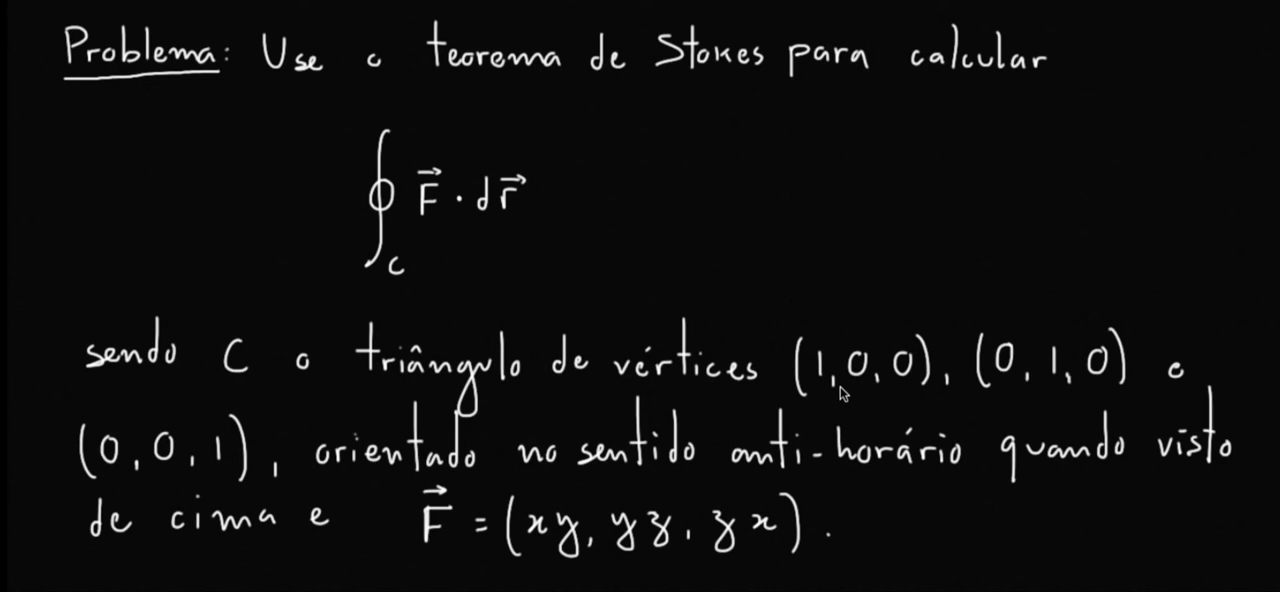 Problema: Use o teorema de Stokes para calcular
∮_C F⃗ · dr⃗
sendo C o triângulo de vértices (1,0,0), (0,1,0) e
(0,0,1), orientado no sentido anti-horário quando visto
de cima e F⃗ = (xy, yz, zx).